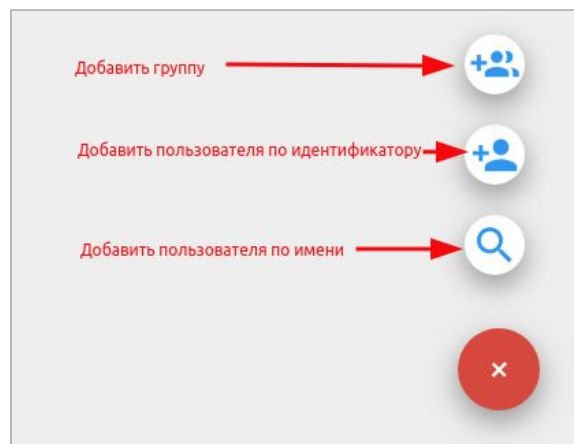 Добавить группу
Добавить пользователя по идентификатору
Добавить пользователя по имени